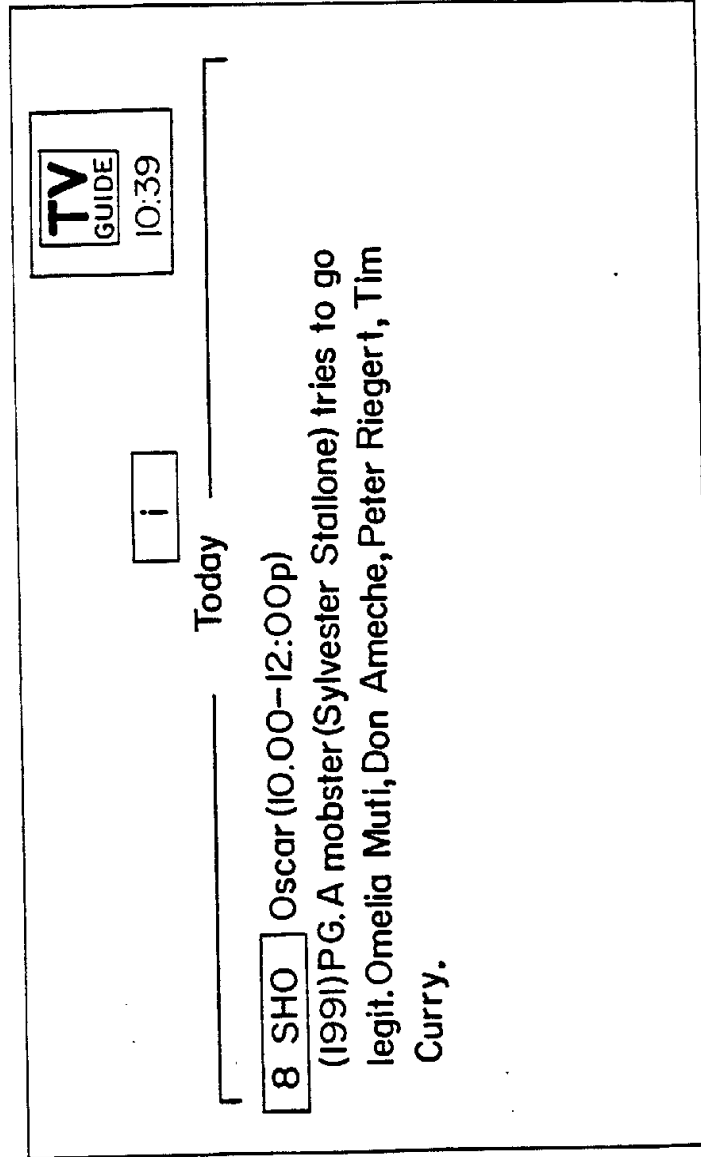 TV
GUIDE
10:39
i
Today
8 SHO Oscar (10.00-12:00p)
(1991) PG. A mobster (Sylvester Stallone) tries to go
legit. Omelia Muti, Don Ameche, Peter Riegert, Tim
Curry.